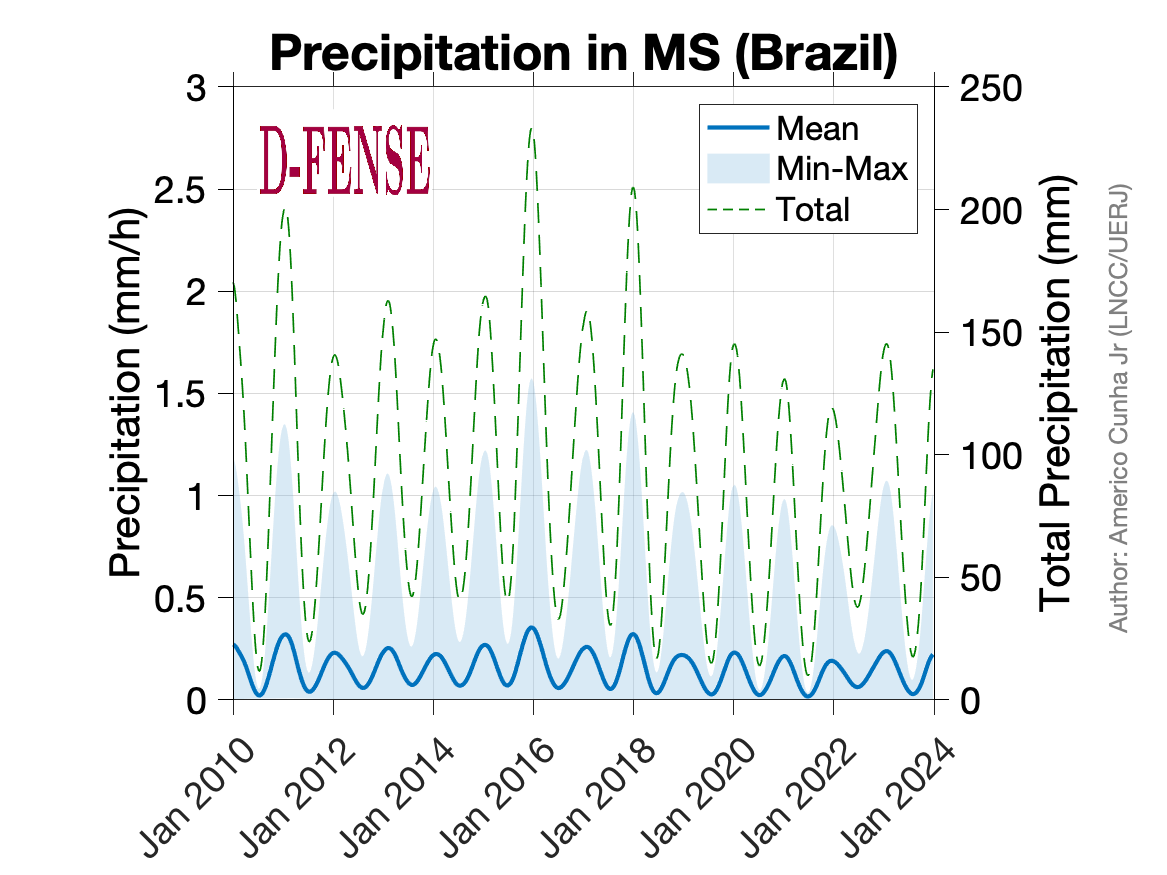 Precipitation in MS (Brazil)
D-FENSE
Mean
Min-Max
Total
Precipitation (mm/h)
3
2.5
2
1.5
1
0.5
0
250
200
150
100
50
0
Total Precipitation (mm)
Author: Americo Cunha Jr (LNCC/UERJ)
Jan 2010
Jan 2012
Jan 2014
Jan 2016
Jan 2018
Jan 2020
Jan 2022
Jan 2024